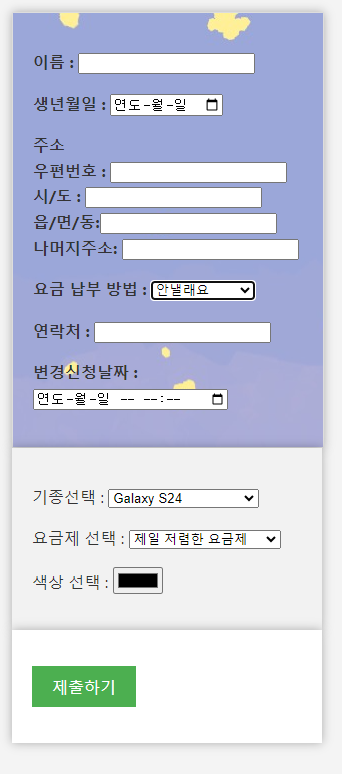 이름 :
생년월일 : 연도-월-일
주소
우편번호 :
시/도 :
읍/면/동:
나머지주소:
요금 납부 방법 : 안낼래요
연락처 :
변경신청날짜 :
연도-월-일 -- --:--
기종선택 : Galaxy S24
요금제 선택 : 제일 저렴한 요금제
색상 선택 :
제출하기